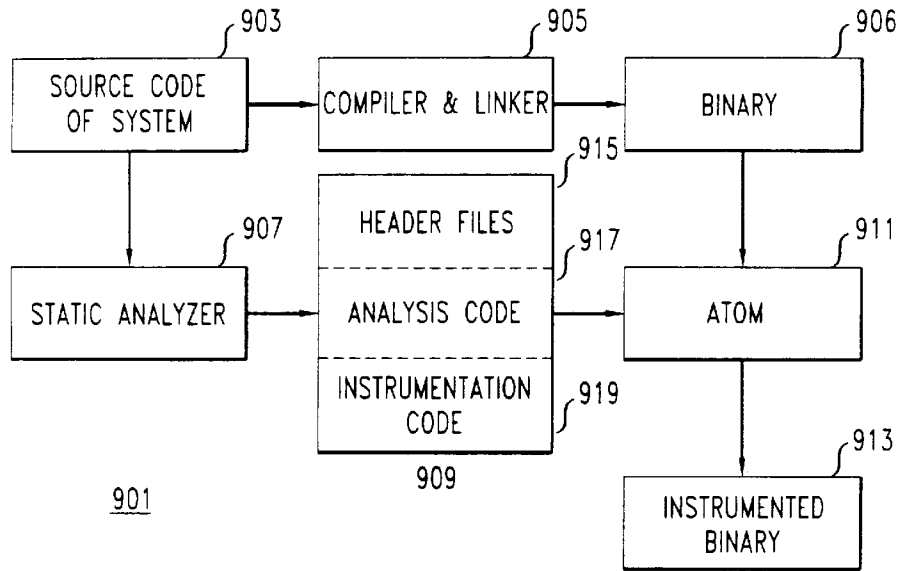 903
905
906
SOURCE CODE
OF SYSTEM
COMPILER & LINKER
BINARY
915
HEADER FILES
907
917
911
STATIC ANALYZER
ANALYSIS CODE
ATOM
INSTRUMENTATION
CODE
919
909
913
901
INSTRUMENTED
BINARY